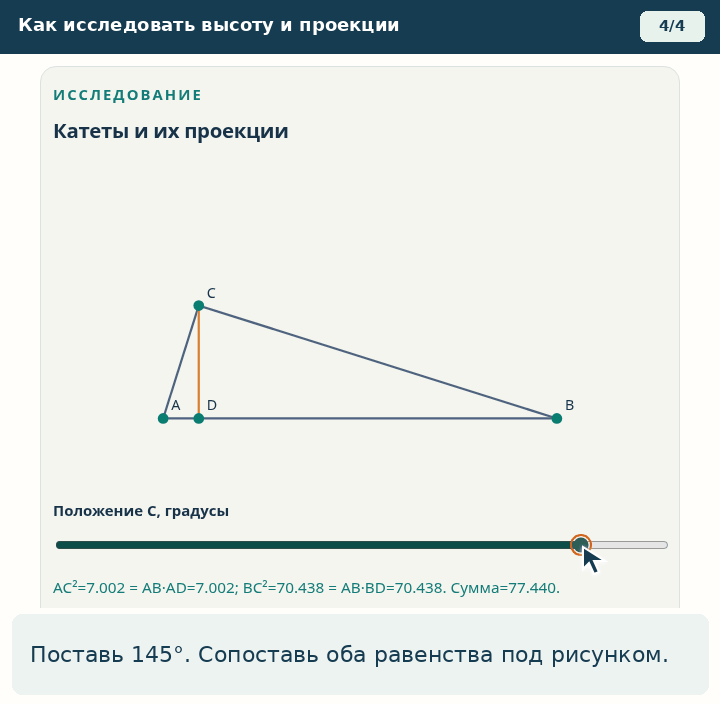 Как исследовать высоту и проекции
4/4
ИССЛЕДОВАНИЕ
Катеты и их проекции
C
A
D
B
Положение C, градусы
AC²=7.002 = AB·AD=7.002; BC²=70.438 = AB·BD=70.438. Сумма=77.440.
Поставь 145°. Сопоставь оба равенства под рисунком.